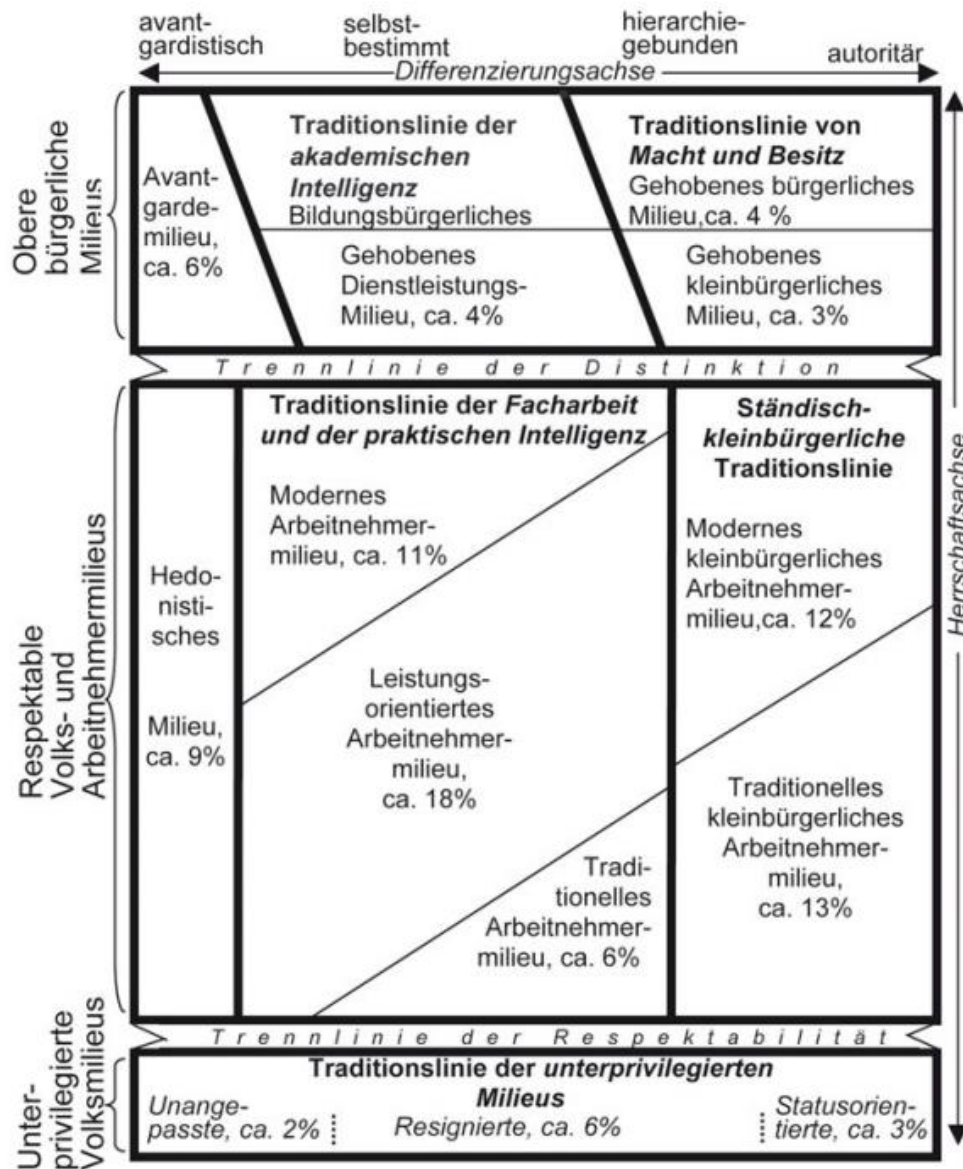 avant-
gardistisch
selbst-
bestimmt
hierarchie-
gebunden
autoritär
Differenzierungsachse
Obere
bürgerliche
Milieus
Avant-
garde-
milieu,
ca. 6%
Traditionslinie der
akademischen
Intelligenz
Bildungsbürgerliches
Gehobenes
Dienstleistungs-
Milieu, ca. 4%
Traditionslinie von
Macht und Besitz
Gehobenes bürgerliches
Milieu,ca. 4 %
Gehobenes
kleinbürgerliches
Milieu, ca. 3%
Trennlinie der Distinktion
Respektable
Volks- und
Arbeitnehmermilieus
Hedo-
nisti-
sches
Milieu,
ca. 9%
Traditionslinie der Facharbeit
und der praktischen Intelligenz
Modernes
Arbeitnehmer-
milieu, ca. 11%
Leistungs-
orientiertes
Arbeitnehmer-
milieu,
ca. 18%
Tradi-
tionelles
Arbeitnehmer-
milieu, ca. 6%
Ständisch-
kleinbürgerliche
Traditionslinie
Modernes
kleinbürgerliches
Arbeitnehmer-
milieu,ca. 12%
Traditionelles
kleinbürgerliches
Arbeitnehmer-
milieu,
ca. 13%
Herrschaftsachse
Trennlinie der Respektabilität
Unter-
privilegierte
Volksmilieus
Traditionslinie der unterprivilegierten
Milieus
Unange-
passte, ca. 2%
Resignierte, ca. 6%
Statusorien-
tierte, ca. 3%